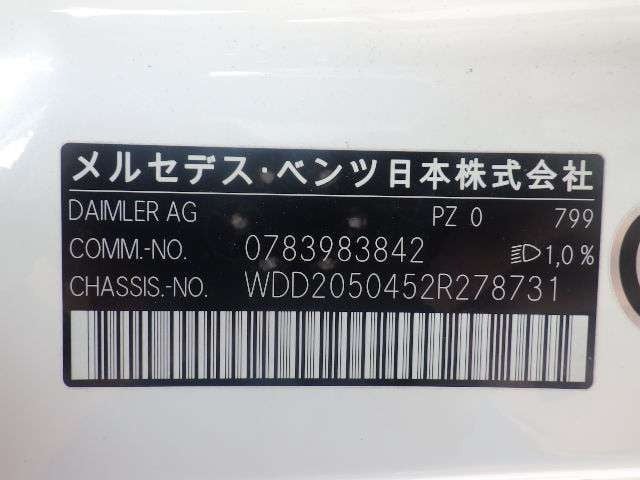 メルセデス・ベンツ日本株式会社
DAIMLER AG PZ 0 799
COMM.-NO. 0783983842 1,0 %
CHASSIS.-NO. WDD2050452R278731